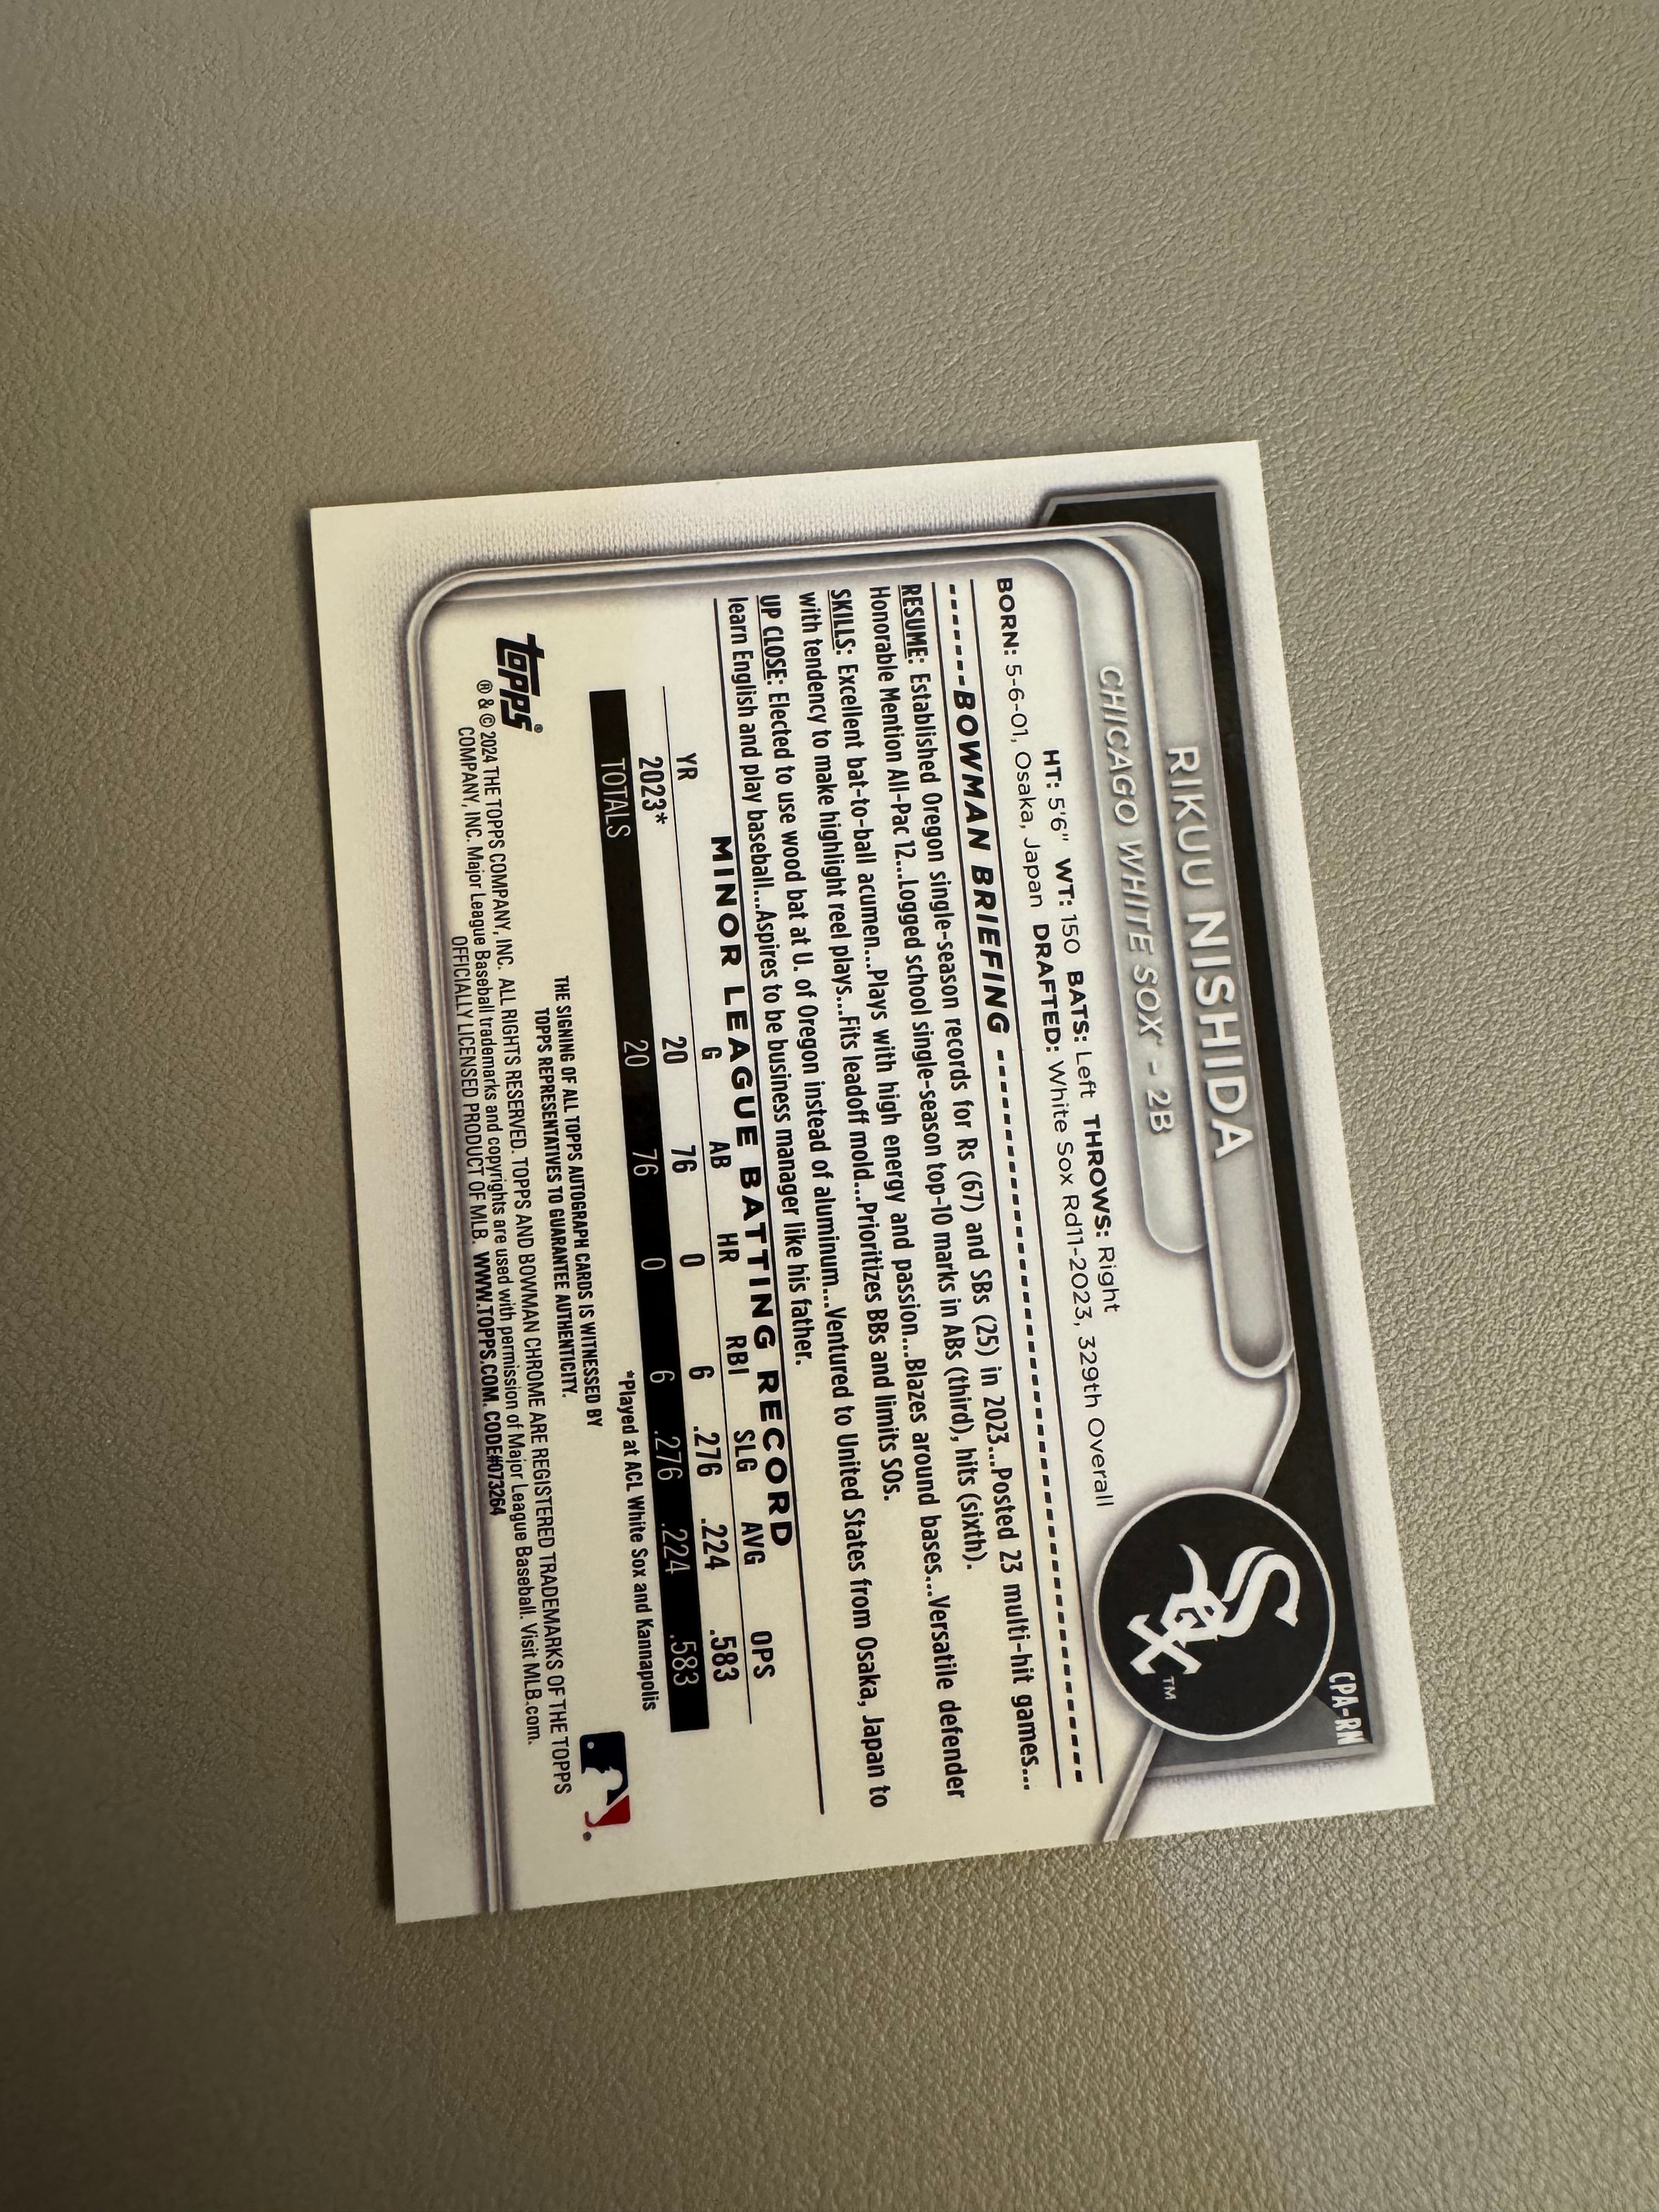 CPA-RN
RIKUU NISHIDA
CHICAGO WHITE SOX - 2B
Sox™
HT: 5'6" WT: 150 BATS: Left THROWS: Right
BORN: 5-6-01, Osaka, Japan DRAFTED: White Sox Rd11-2023, 329th Overall
BOWMAN BRIEFING
RESUME: Established Oregon single-season records for Rs (67) and SBs (25) in 2023...Posted 23 multi-hit games...
Honorable Mention All-Pac 12...Logged school single-season top-10 marks in ABs (third), hits (sixth).
SKILLS: Excellent bat-to-ball acumen...Plays with high energy and passion...Blazes around bases...Versatile defender
with tendency to make highlight reel plays...Fits leadoff mold...Prioritizes BBs and limits SOs.
UP CLOSE: Elected to use wood bat at U. of Oregon instead of aluminum...Ventured to United States from Osaka, Japan to
learn English and play baseball...Aspires to be business manager like his father.
MINOR LEAGUE BATTING RECORD
YR G AB HR RBI SLG AVG OPS
2023* 20 76 0 6 .276 .224 .583
TOTALS 20 76 0 6 .276 .224 .583
*Played at ACL White Sox and Kannapolis
THE SIGNING OF ALL TOPPS AUTOGRAPH CARDS IS WITNESSED BY
TOPPS REPRESENTATIVES TO GUARANTEE AUTHENTICITY.
topps®
® & © 2024 THE TOPPS COMPANY, INC. ALL RIGHTS RESERVED. TOPPS AND BOWMAN CHROME ARE REGISTERED TRADEMARKS OF THE TOPPS
COMPANY, INC. Major League Baseball trademarks and copyrights are used with permission of Major League Baseball. Visit MLB.com.
OFFICIALLY LICENSED PRODUCT OF MLB. WWW.TOPPS.COM. CODE#073264